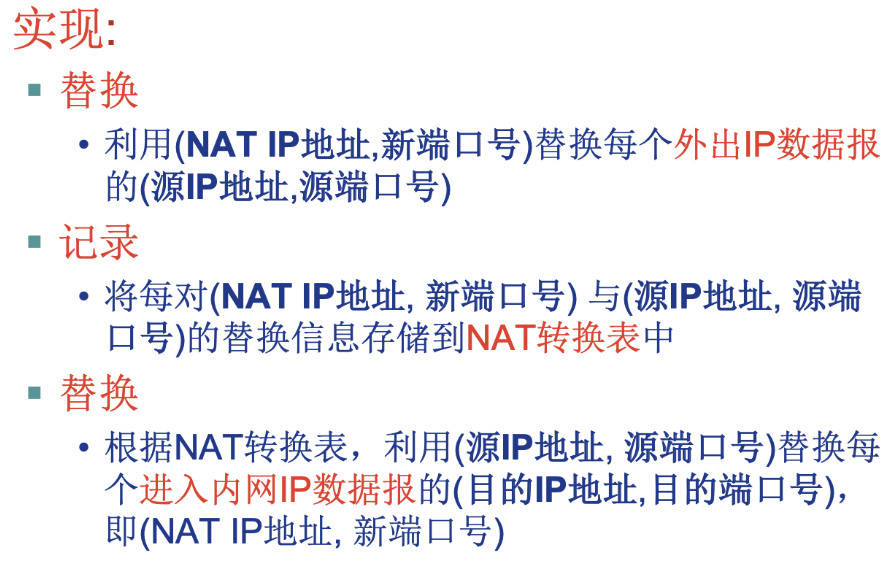 实现:
▪ 替换
• 利用(NAT IP地址,新端口号)替换每个外出IP数据报
的(源IP地址,源端口号)
▪ 记录
• 将每对(NAT IP地址, 新端口号) 与(源IP地址, 源端
口号)的替换信息存储到NAT转换表中
▪ 替换
• 根据NAT转换表，利用(源IP地址, 源端口号)替换每
个进入内网IP数据报的(目的IP地址,目的端口号)，
即(NAT IP地址, 新端口号)